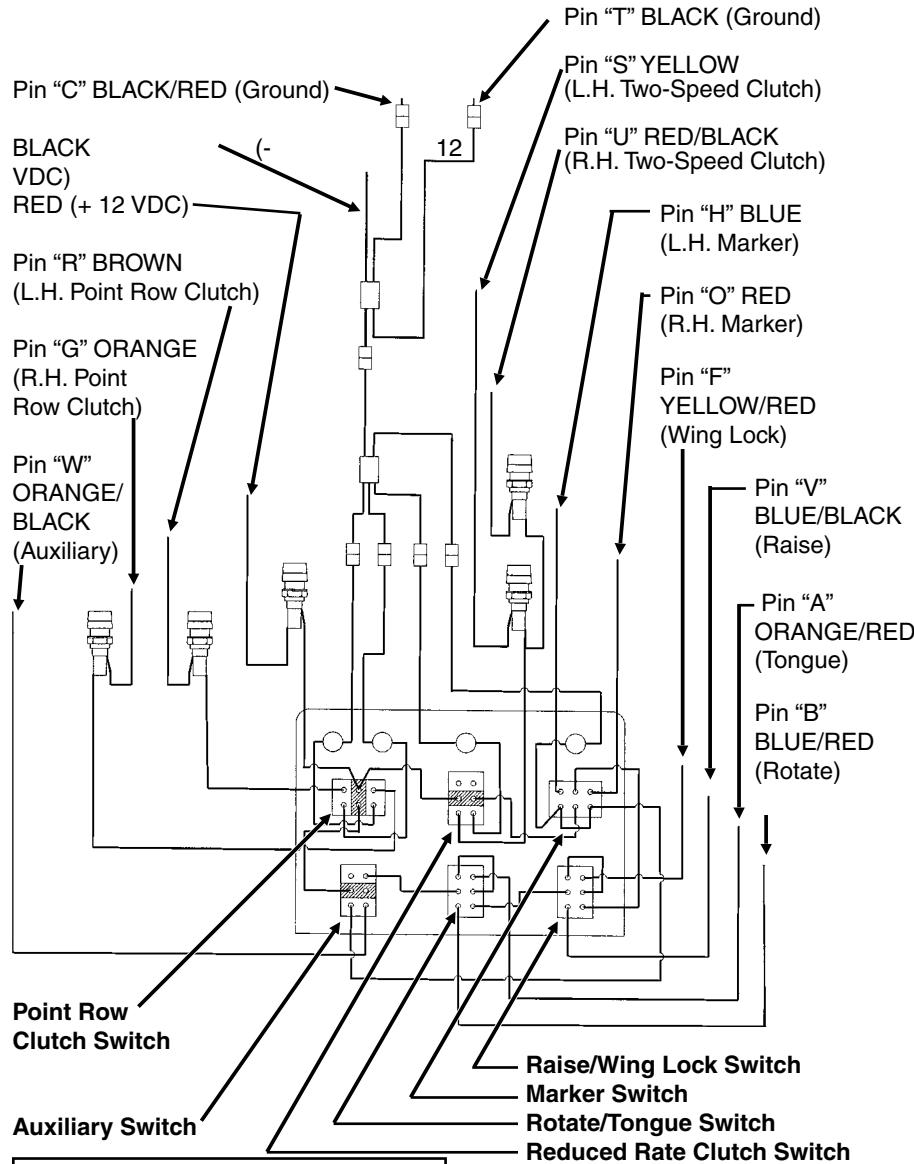 Pin “T” BLACK (Ground)
Pin “C” BLACK/RED (Ground)
Pin “S” YELLOW
(L.H. Two-Speed Clutch)
BLACK (- 12
VDC)
RED (+ 12 VDC)
Pin “U” RED/BLACK
(R.H. Two-Speed Clutch)
Pin “H” BLUE
(L.H. Marker)
Pin “R” BROWN
(L.H. Point Row Clutch)
Pin “O” RED
(R.H. Marker)
Pin “G” ORANGE
(R.H. Point
Row Clutch)
Pin “F”
YELLOW/RED
(Wing Lock)
Pin “W”
ORANGE/
BLACK
(Auxiliary)
Pin “V”
BLUE/BLACK
(Raise)
Pin “A”
ORANGE/RED
(Tongue)
Pin “B”
BLUE/RED
(Rotate)
Point Row
Clutch Switch
Auxiliary Switch
Raise/Wing Lock Switch
Marker Switch
Rotate/Tongue Switch
Reduced Rate Clutch Switch